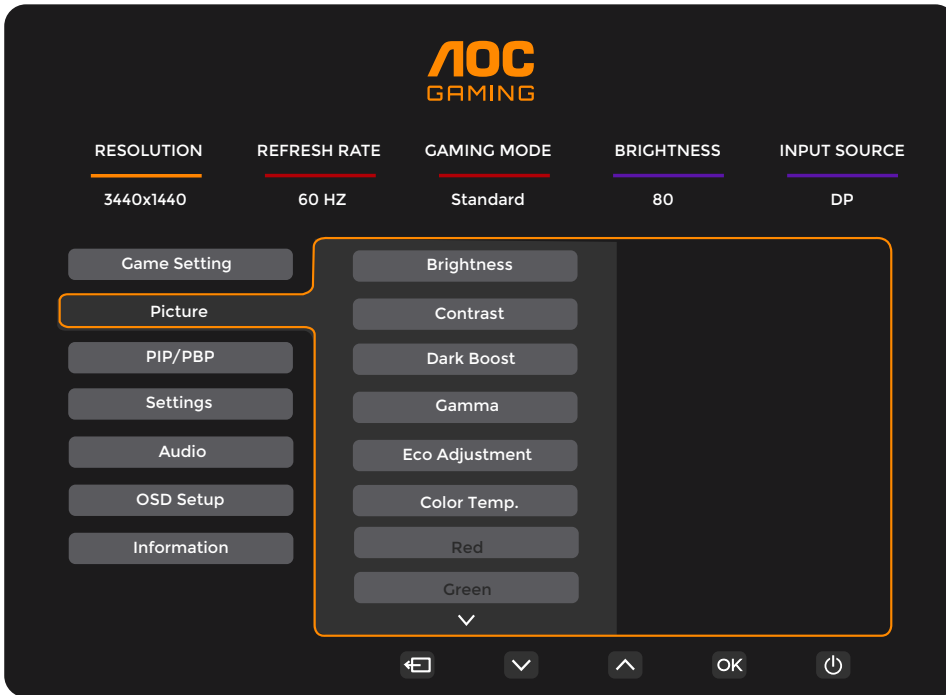 AOC
GAMING
RESOLUTION REFRESH RATE GAMING MODE BRIGHTNESS INPUT SOURCE
3440x1440 60 HZ Standard 80 DP
Game Setting
Picture
PIP/PBP
Settings
Audio
OSD Setup
Information
Brightness
Contrast
Dark Boost
Gamma
Eco Adjustment
Color Temp.
Red
Green
OK